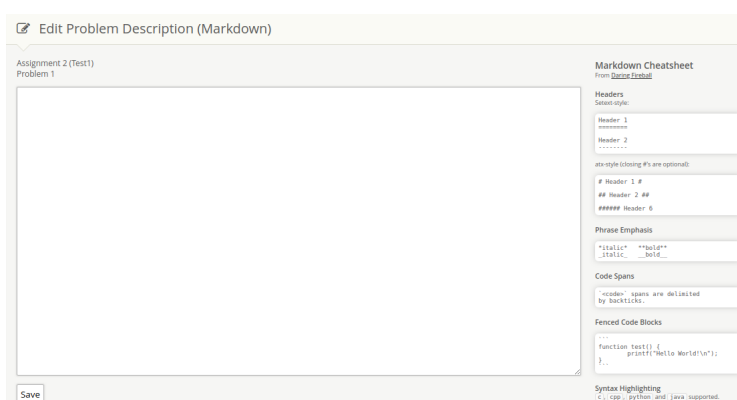 Edit Problem Description (Markdown)
Assignment 2 (Test1)
Problem 1
Save
Markdown Cheatsheet
From Daring Fireball
Headers
Setext-style:
Header 1
========
Header 2
--------
atx-style (closing #'s are optional):
# Header 1 #
## Header 2 ##
###### Header 6
Phrase Emphasis
*italic* **bold**
_italic_ __bold__
Code Spans
`<code>` spans are delimited
by backticks.
Fenced Code Blocks
```
function test() {
printf("Hello World!\n");
}
```
Syntax Highlighting
c, cpp, python and java supported.